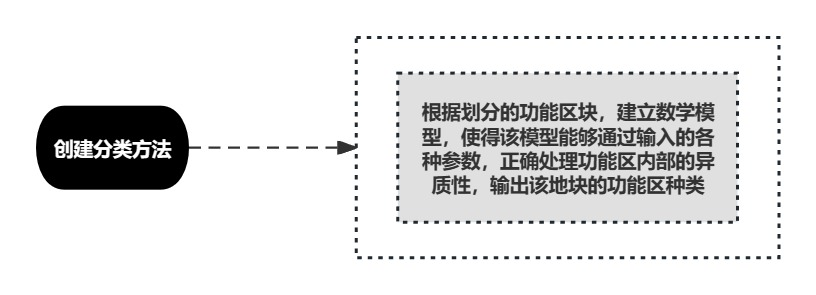 创建分类方法
根据划分的功能区块，建立数学模
型，使得该模型能够通过输入的各
种参数，正确处理功能区内部的异
质性，输出该地块的功能区种类